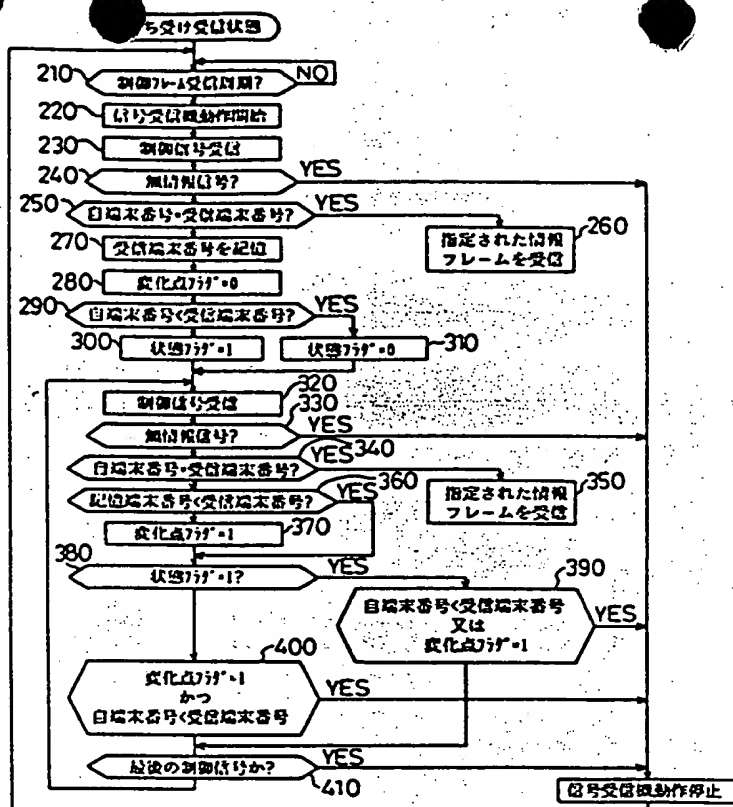 ち受け受信状態
210
制御フレーム受信周期?
NO
220
信号受信機動作開始
230
制御信号受信
240
無情報信号?
YES
250
自端末番号=受信端末番号?
YES
260
指定された情報
フレームを受信
270
受信端末番号を記憶
280
変化点フラグ=0
290
自端末番号<受信端末番号?
YES
300
状態フラグ=1
状態フラグ=0
310
320
制御信号受信
330
無情報信号?
YES
340
自端末番号=受信端末番号?
YES
350
指定された情報
フレームを受信
360
記憶端末番号<受信端末番号?
YES
変化点フラグ=1
370
380
状態フラグ=1?
YES
390
自端末番号<受信端末番号
又は
変化点フラグ=1
YES
400
変化点フラグ=1
かつ
自端末番号<受信端末番号
YES
最後の制御信号か?
YES
410
信号受信機動作停止